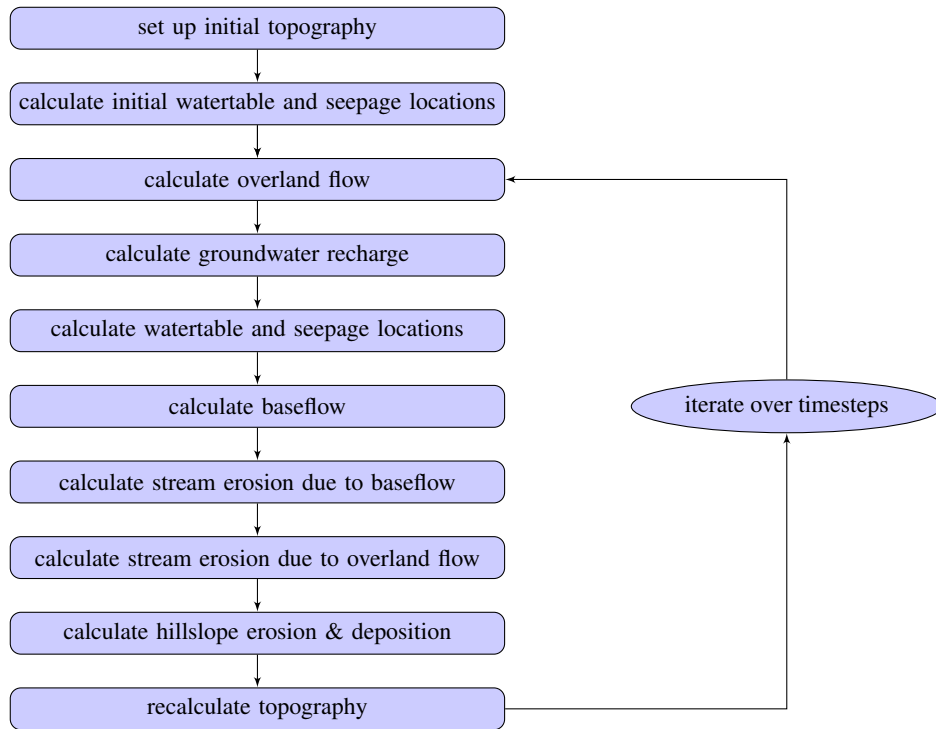 set up initial topography
calculate initial watertable and seepage locations
calculate overland flow
calculate groundwater recharge
calculate watertable and seepage locations
calculate baseflow
iterate over timesteps
calculate stream erosion due to baseflow
calculate stream erosion due to overland flow
calculate hillslope erosion & deposition
recalculate topography